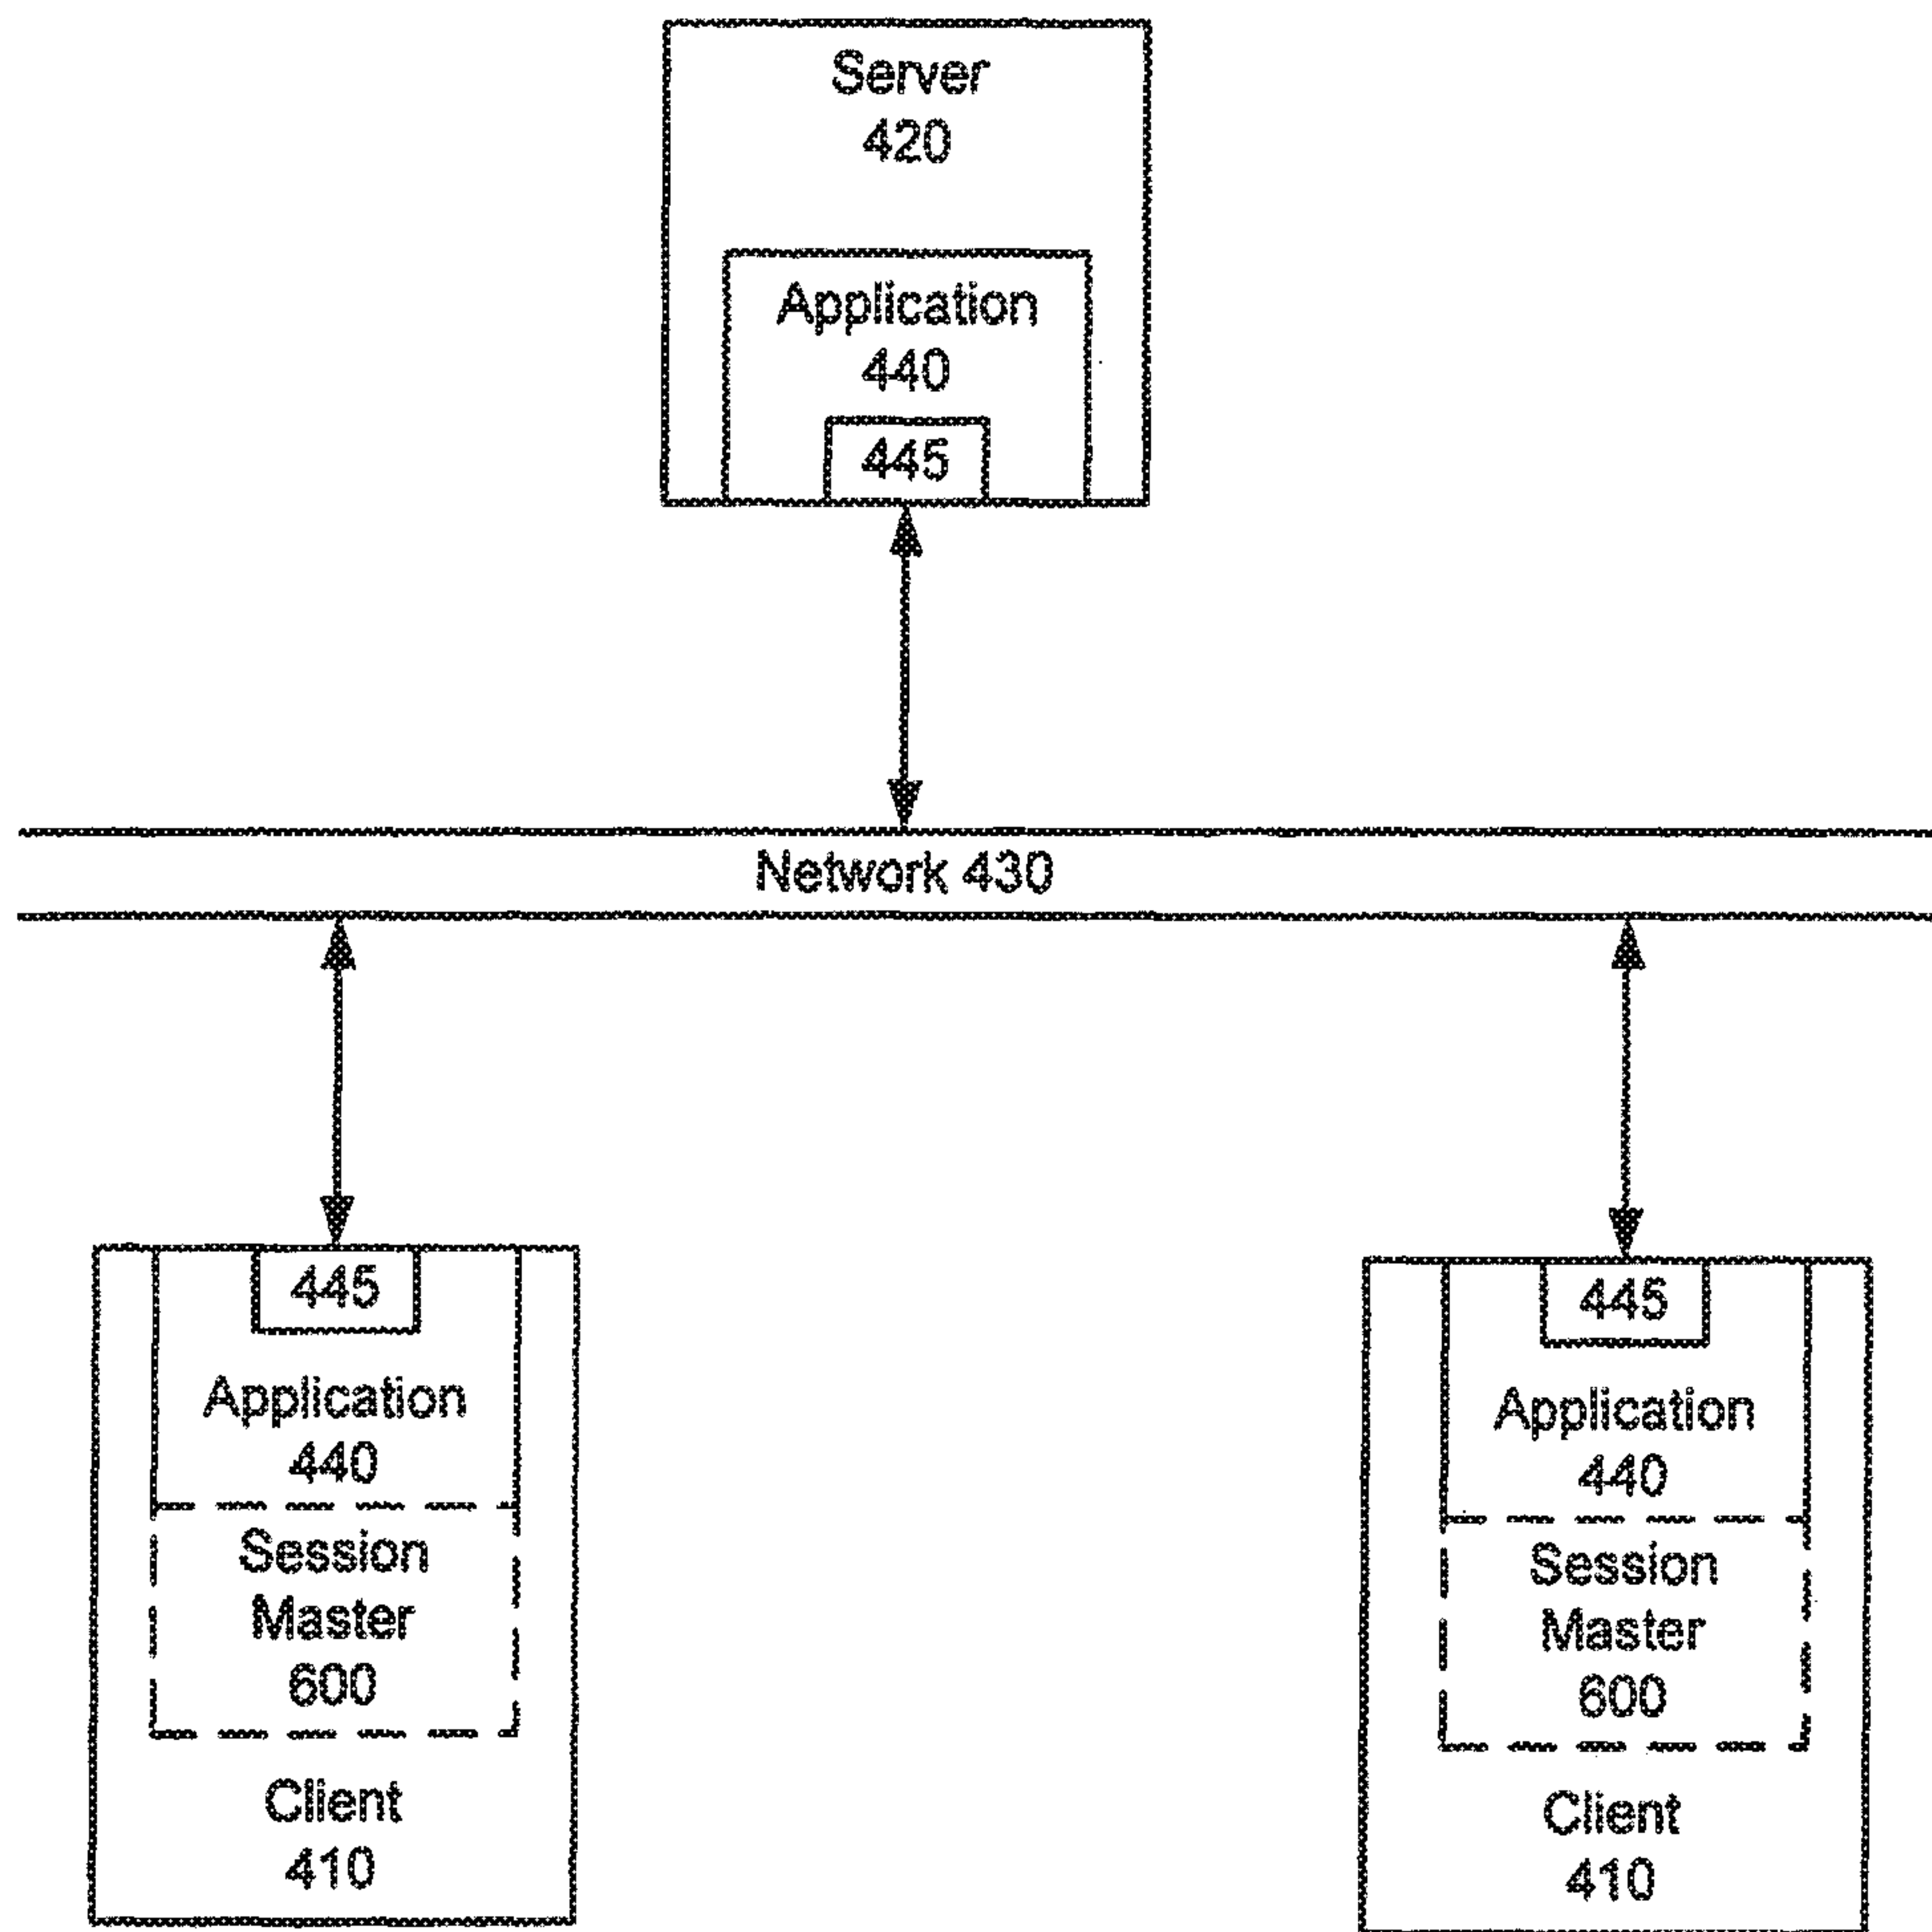 Server
420
Application
440
445
Network 430
445
Application
440
Session
Master
600
Client
410
445
Application
440
Session
Master
600
Client
410